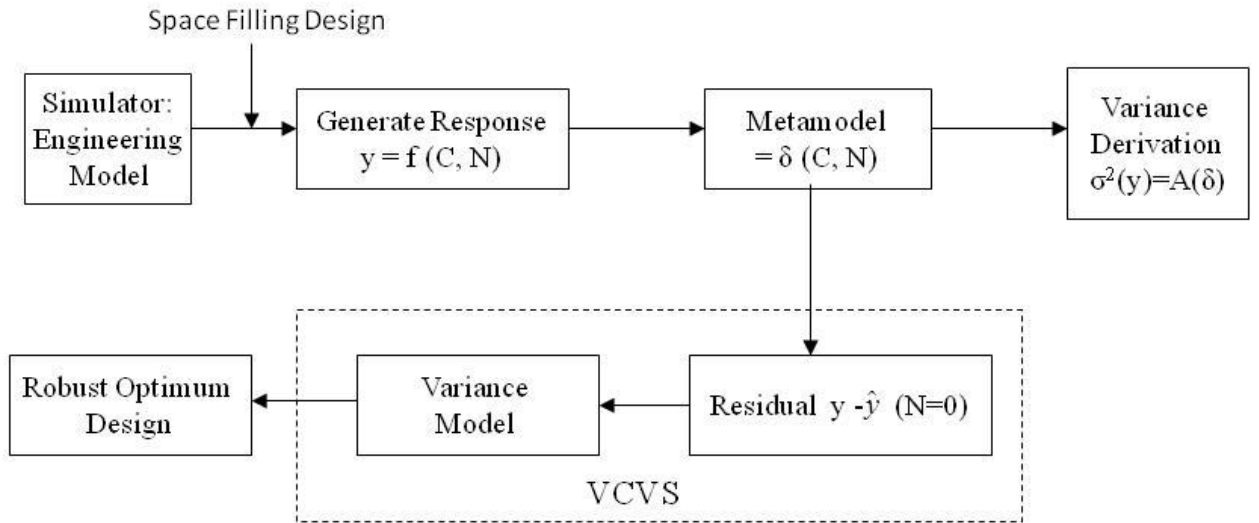 Space Filling Design
Simulator:
Engineering
Model
Generate Response
y = f (C, N)
Metamodel
= δ (C, N)
Variance
Derivation
σ²(y)=A(δ)
Robust Optimum
Design
Variance
Model
Residual y -ŷ (N=0)
VCVS